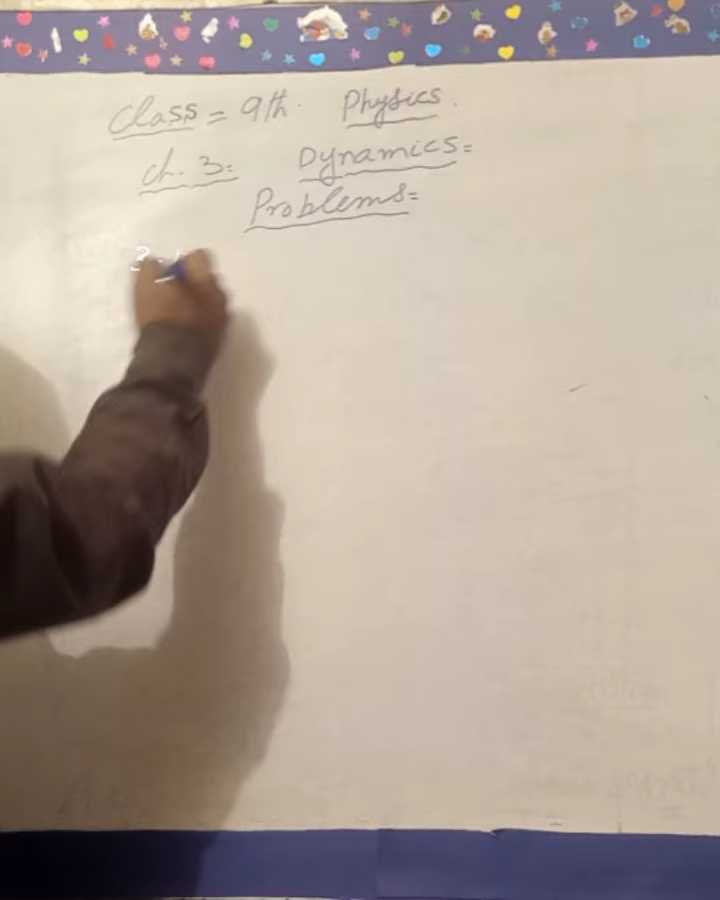 Class = 9th. Physics.
Ch. 3= Dynamics=
Problems=